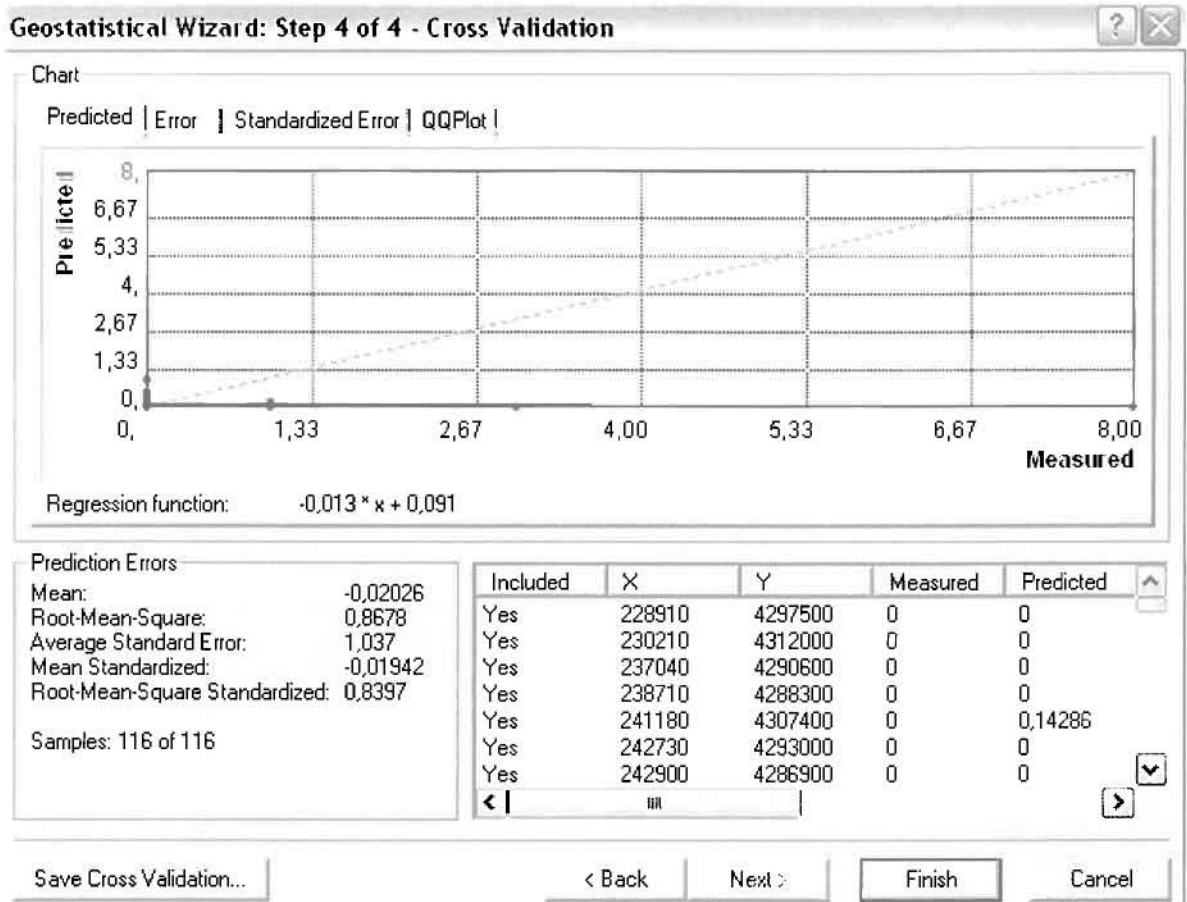 Geostatistical Wizard: Step 4 of 4 - Cross Validation
?
Chart
Predicted Error Standardized Error QQPlot
Predicted
8,
6,67
5,33
4,
2,67
1,33
0,
0, 1,33 2,67 4,00 5,33 6,67 8,00
Measured
Regression function: -0,013 * x + 0,091
Prediction Errors
Mean: -0,02026
Root-Mean-Square: 0,8678
Average Standard Error: 1,037
Mean Standardized: -0,01942
Root-Mean-Square Standardized: 0,8397
Samples: 116 of 116
Included X Y Measured Predicted
Yes 228910 4297500 0 0
Yes 230210 4312000 0 0
Yes 237040 4290600 0 0
Yes 238710 4288300 0 0
Yes 241180 4307400 0 0,14286
Yes 242730 4293000 0 0
Yes 242900 4286900 0 0
Save Cross Validation... < Back Next > Finish Cancel